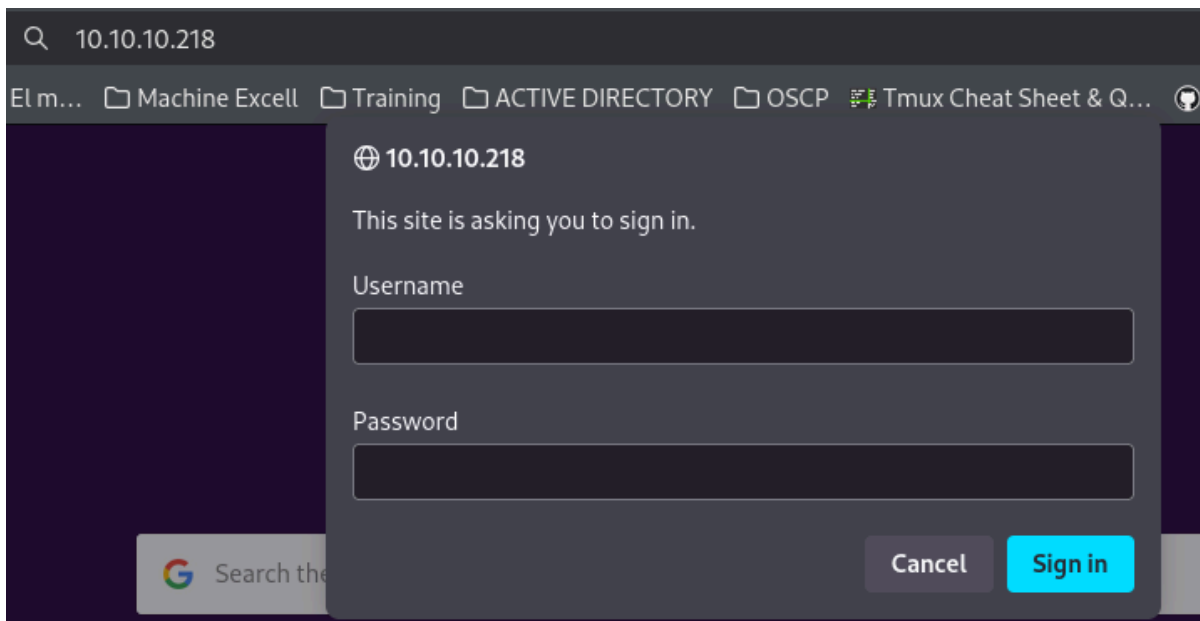 10.10.10.218
El m... Machine Excell Training ACTIVE DIRECTORY OSCP Tmux Cheat Sheet & Q...
10.10.10.218
This site is asking you to sign in.
Username
Password
Cancel Sign in
Search the